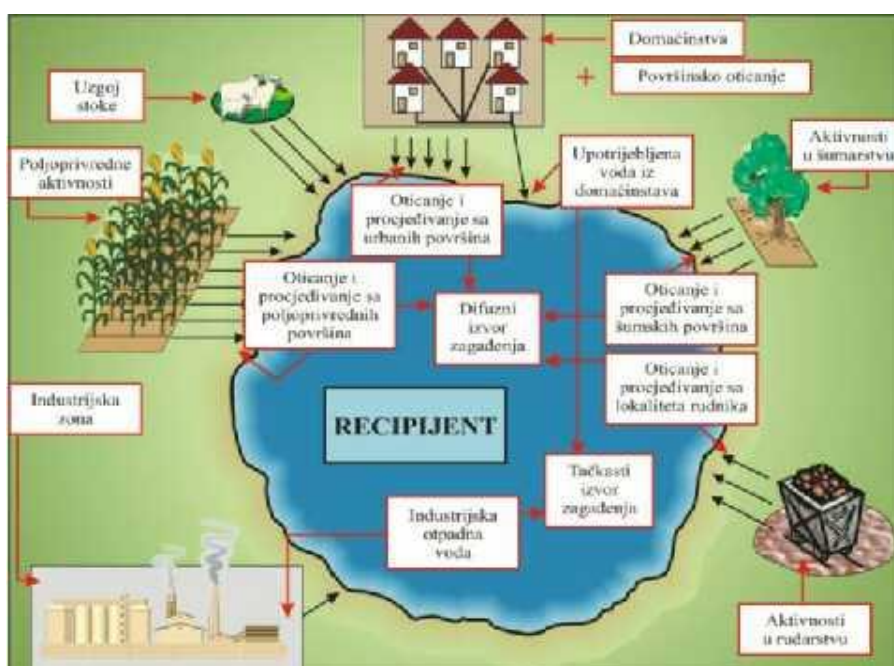 Domaćinstva
+
Površinsko oticanje
Uzgoj
stoke
Poljoprivredne
aktivnosti
Upotrijebljena
voda iz
domaćinstava
Aktivnosti
u šumarstvu
Oticanje i
procjeđivanje sa
urbanih površina
Oticanje i
procjeđivanje sa
poljoprivrednih
površina
Difuzni
izvor
zagađenja
Oticanje i
procjeđivanje sa
šumskih površina
Oticanje i
procjeđivanje sa
lokaliteta rudnika
Industrijska
zona
RECIPIJENT
Tačkasti
izvor
zagađenja
Industrijska
otpadna
voda
Aktivnosti
u rudarstvu